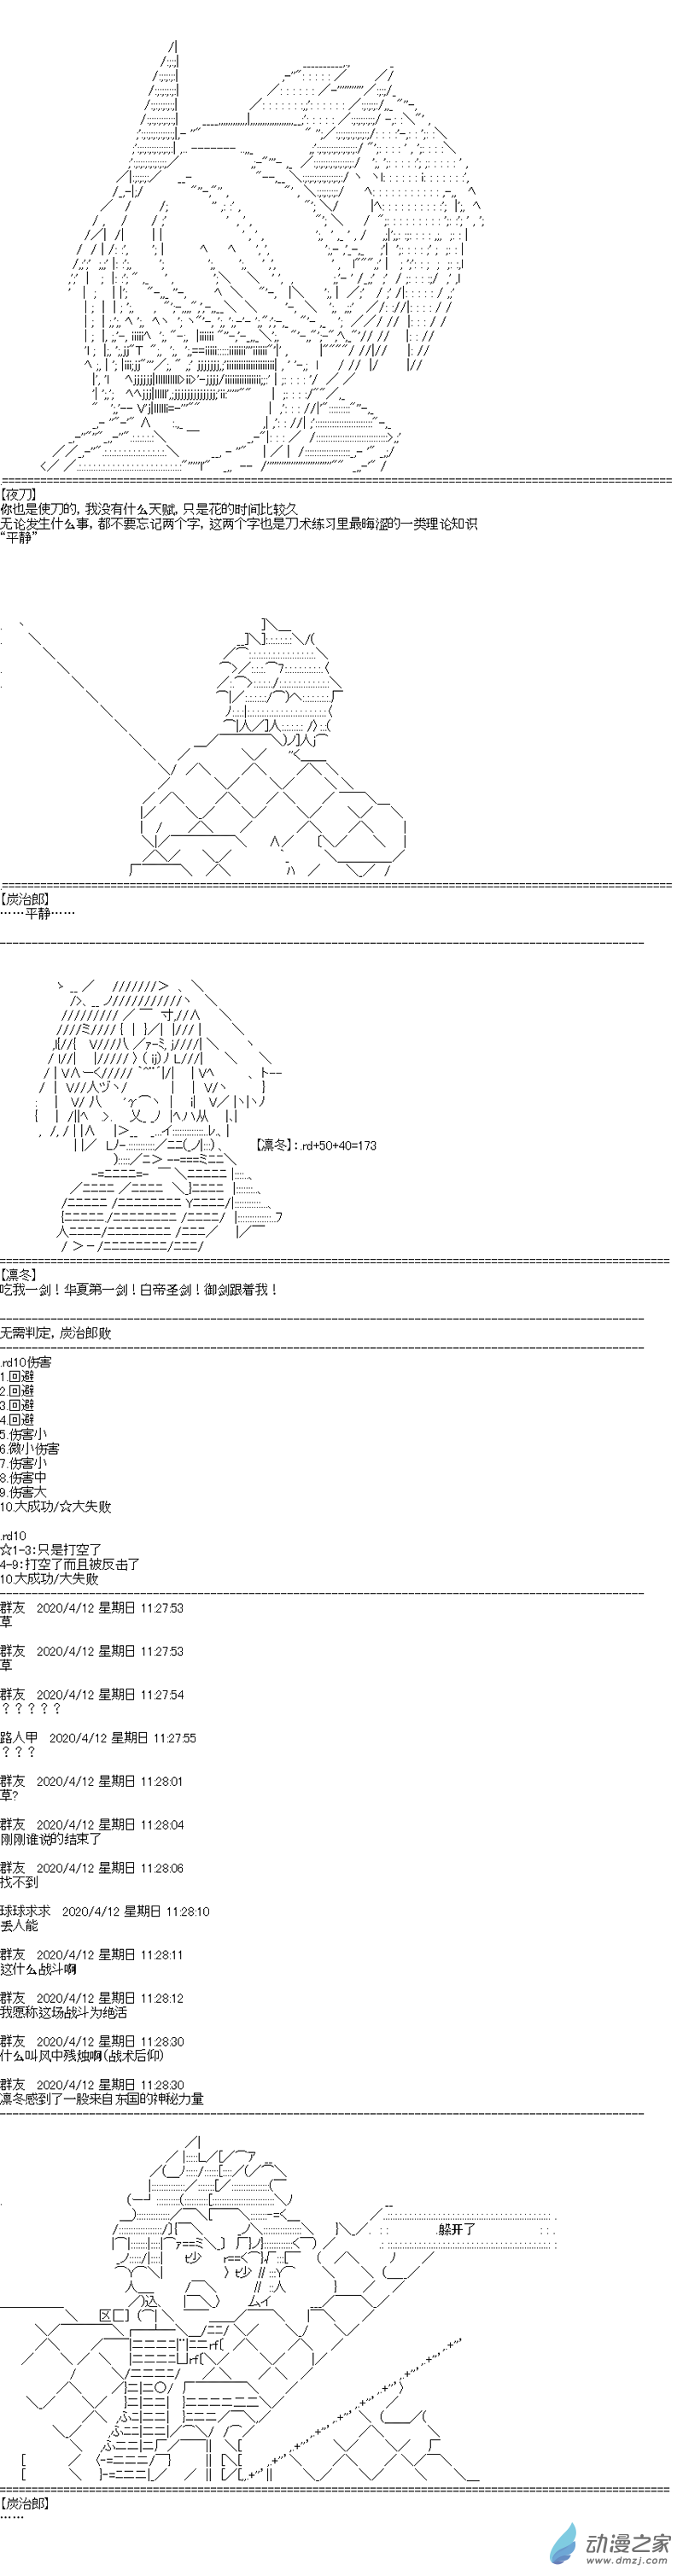 【夜刀】
你也是使刀的，我没有什么天赋，只是花的时间比较久
无论发生什么事，都不要忘记两个字，这两个字也是刀术练习里最晦涩的一类理论知识
“平静”
【炭治郎】
……平静……
【凛冬】：.rd+50+40=173
【凛冬】
吃我一剑！华夏第一剑！白帝圣剑！御剑跟着我！
无需判定，炭治郎败
.rd10伤害
1.回避
2.回避
3.回避
4.回避
5.伤害小
6.微小伤害
7.伤害小
8.伤害中
9.伤害大
10.大成功/☆大失败
.rd10
☆1-3：只是打空了
4-9：打空了而且被反击了
10.大成功/大失败
群友　2020/4/12 星期日 11:27:53
草
群友　2020/4/12 星期日 11:27:53
草
群友　2020/4/12 星期日 11:27:54
？？？？？
路人甲　2020/4/12 星期日 11:27:55
？？？
群友　2020/4/12 星期日 11:28:01
草?
群友　2020/4/12 星期日 11:28:04
刚刚谁说的结束了
群友　2020/4/12 星期日 11:28:06
找不到
球球求求　2020/4/12 星期日 11:28:10
丢人能
群友　2020/4/12 星期日 11:28:11
这什么战斗啊
群友　2020/4/12 星期日 11:28:12
我愿称这场战斗为绝活
群友　2020/4/12 星期日 11:28:30
什么叫风中残烛啊（战术后仰）
群友　2020/4/12 星期日 11:28:30
凛冬感到了一股来自东国的神秘力量
躲开了
【炭治郎】
……
动漫之家
www.dmzj.com